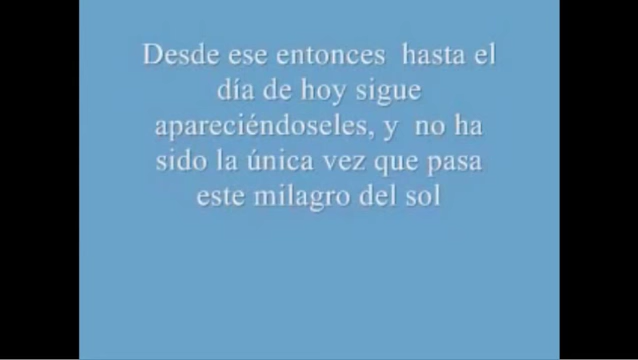 Desde ese entonces  hasta el
día de hoy sigue
apareciéndoseles, y  no ha
sido la única vez que pasa
este milagro del sol